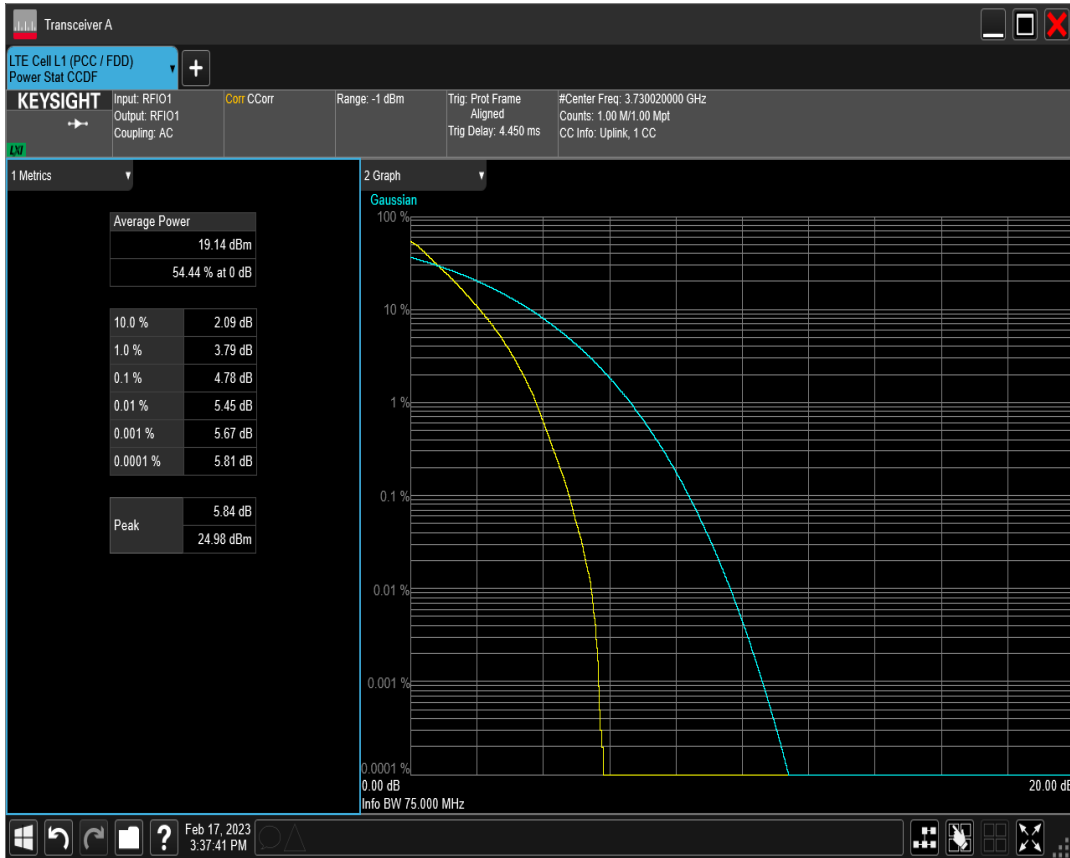 Transceiver A
LTE Cell L1 (PCC / FDD)
Power Stat CCDF
+
KEYSIGHT
LXI
Input: RFIO1
Output: RFIO1
Coupling: AC
Corr CCorr
Range: -1 dBm
Trig: Prot Frame
Aligned
Trig Delay: 4.450 ms
#Center Freq: 3.730020000 GHz
Counts: 1.00 M/1.00 Mpt
CC Info: Uplink, 1 CC
1 Metrics
Average Power
19.14 dBm
54.44 % at 0 dB
10.0 % 2.09 dB
1.0 % 3.79 dB
0.1 % 4.78 dB
0.01 % 5.45 dB
0.001 % 5.67 dB
0.0001 % 5.81 dB
Peak
5.84 dB
24.98 dBm
2 Graph
Gaussian
100 %
10 %
1 %
0.1 %
0.01 %
0.001 %
0.0001 %
0.00 dB 20.00 dB
Info BW 75.000 MHz
?
Feb 17, 2023
3:37:41 PM